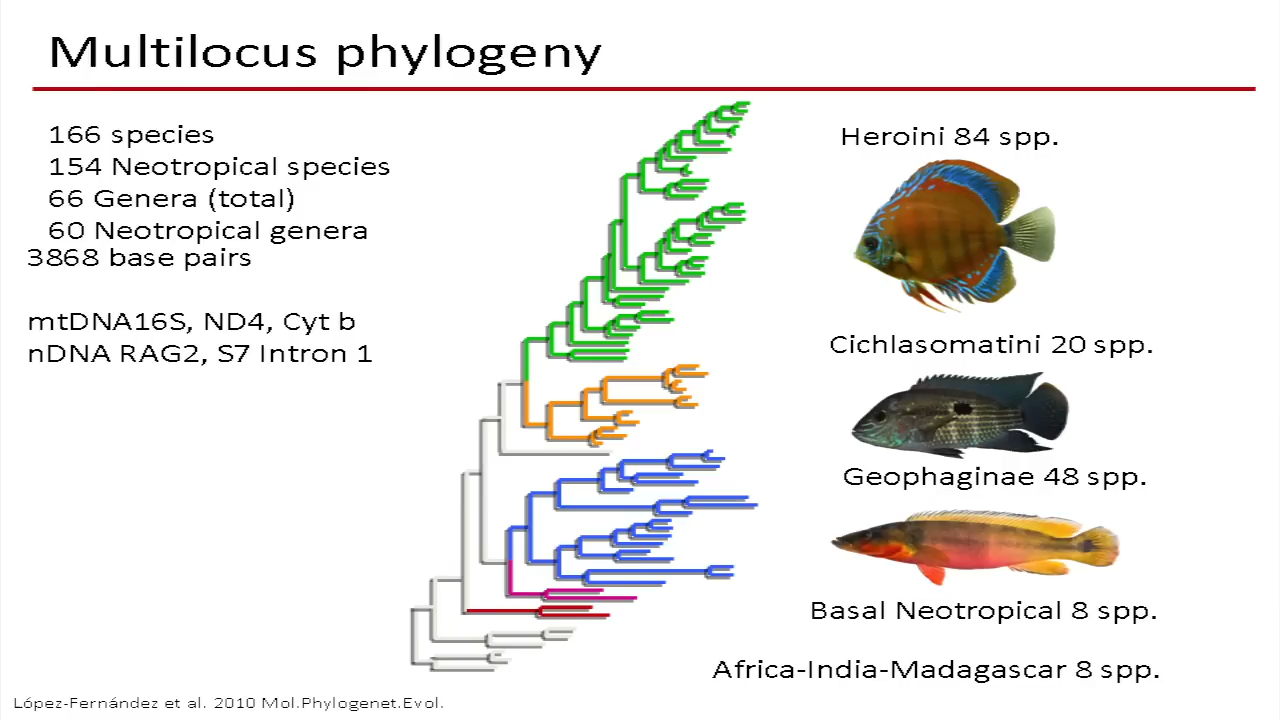 Multilocus phylogeny
166 species
154 Neotropical species
66 Genera (total)
60 Neotropical genera
3868 base pairs
mtDNA16S, ND4, Cyt b
nDNA RAG2, S7 Intron 1
Heroini 84 spp.
Cichlasomatini 20 spp.
Geophaginae 48 spp.
Basal Neotropical 8 spp.
Africa-India-Madagascar 8 spp.
López-Fernández et al. 2010 Mol.Phylogenet.Evol.